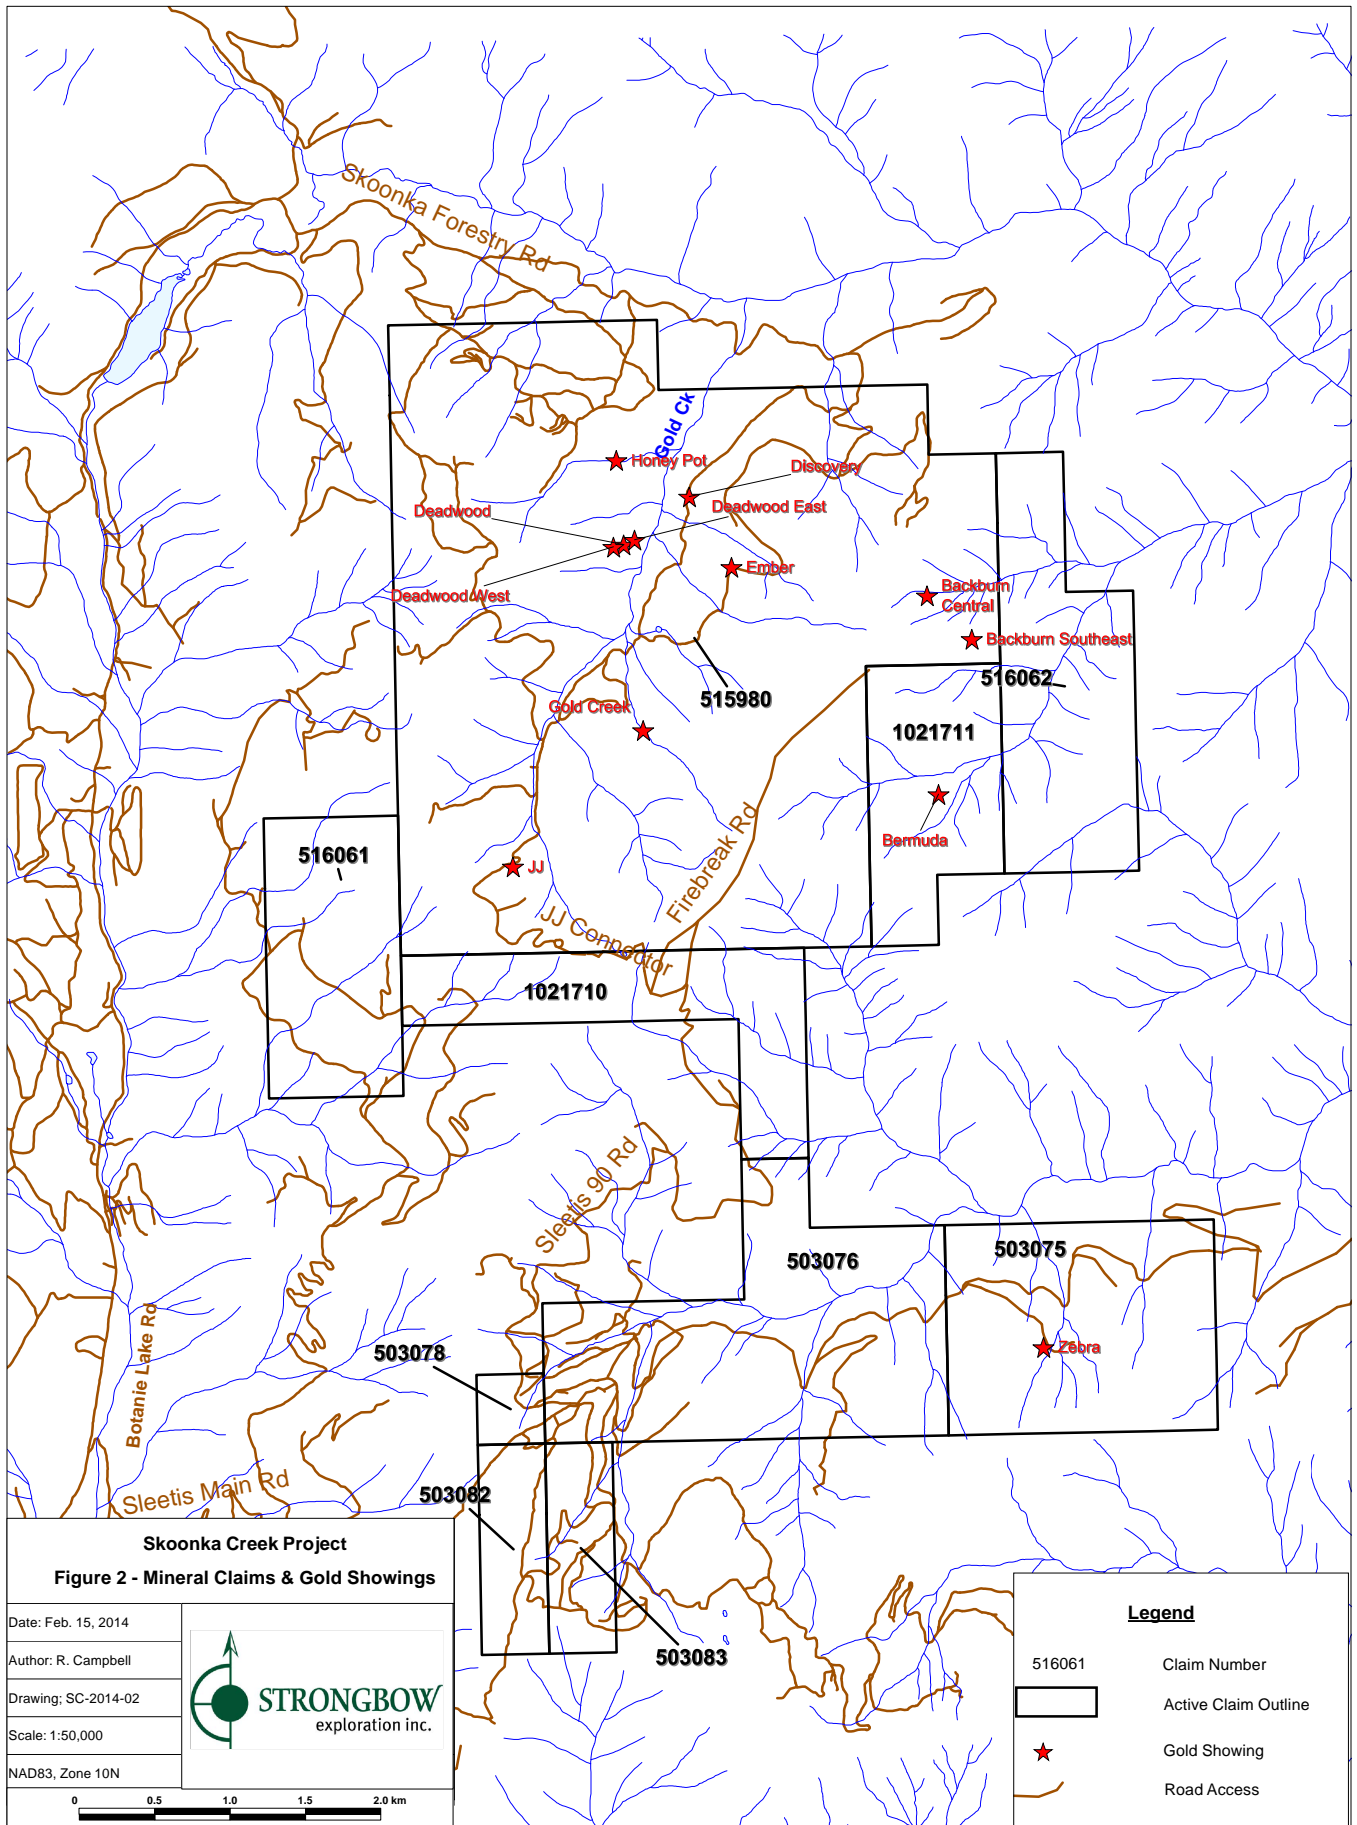 Skoonka Forestry Rd
Gold Ck
Honey Pot
Discovery
Deadwood
Deadwood East
Ember
Deadwood West
Backburn
Central
Backburn Southeast
516062
515980
Gold Creek
1021711
Bermuda
Firebreak Rd
516061
JJ
JJ Connector
1021710
Sleetis 90 Rd
503076
503075
Zebra
503078
Botanie Lake Rd
Sleetis Main Rd
503082
503083
Skoonka Creek Project
Figure 2 - Mineral Claims & Gold Showings
Date: Feb. 15, 2014
Author: R. Campbell
Drawing; SC-2014-02
Scale: 1:50,000
NAD83, Zone 10N
STRONGBOW
exploration inc.
0 0.5 1.0 1.5 2.0 km
Legend
516061 Claim Number
Active Claim Outline
Gold Showing
Road Access